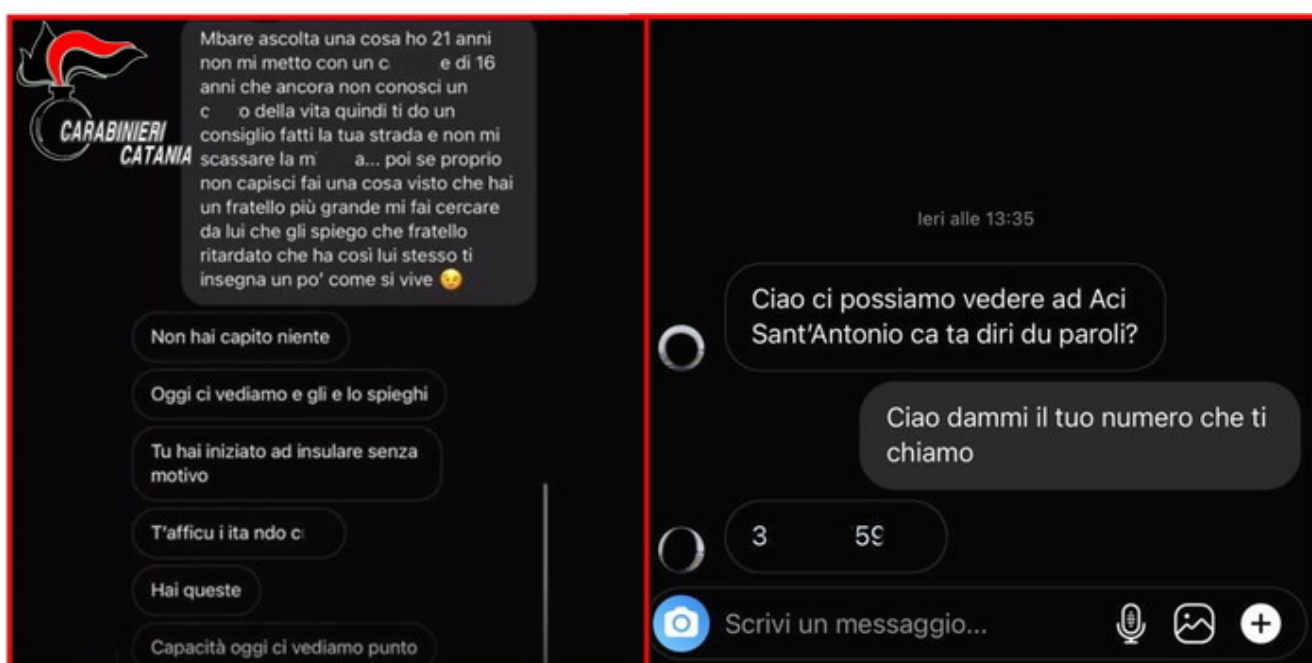 CARABINIERI
CATANIA
Mbare ascolta una cosa ho 21 anni
non mi metto con un c e di 16
anni che ancora non conosci un
c o della vita quindi ti do un
consiglio fatti la tua strada e non mi
scassare la m a... poi se proprio
non capisci fai una cosa visto che hai
un fratello più grande mi fai cercare
da lui che gli spiego che fratello
ritardato che ha così lui stesso ti
insegna un po' come si vive 😉
Non hai capito niente
Oggi ci vediamo e gli e lo spieghi
Tu hai iniziato ad insulare senza
motivo
T'afficu i ita ndo c
Hai queste
Capacità oggi ci vediamo punto
Ieri alle 13:35
Ciao ci possiamo vedere ad Aci
Sant'Antonio ca ta diri du paroli?
Ciao dammi il tuo numero che ti
chiamo
3 59
Scrivi un messaggio...